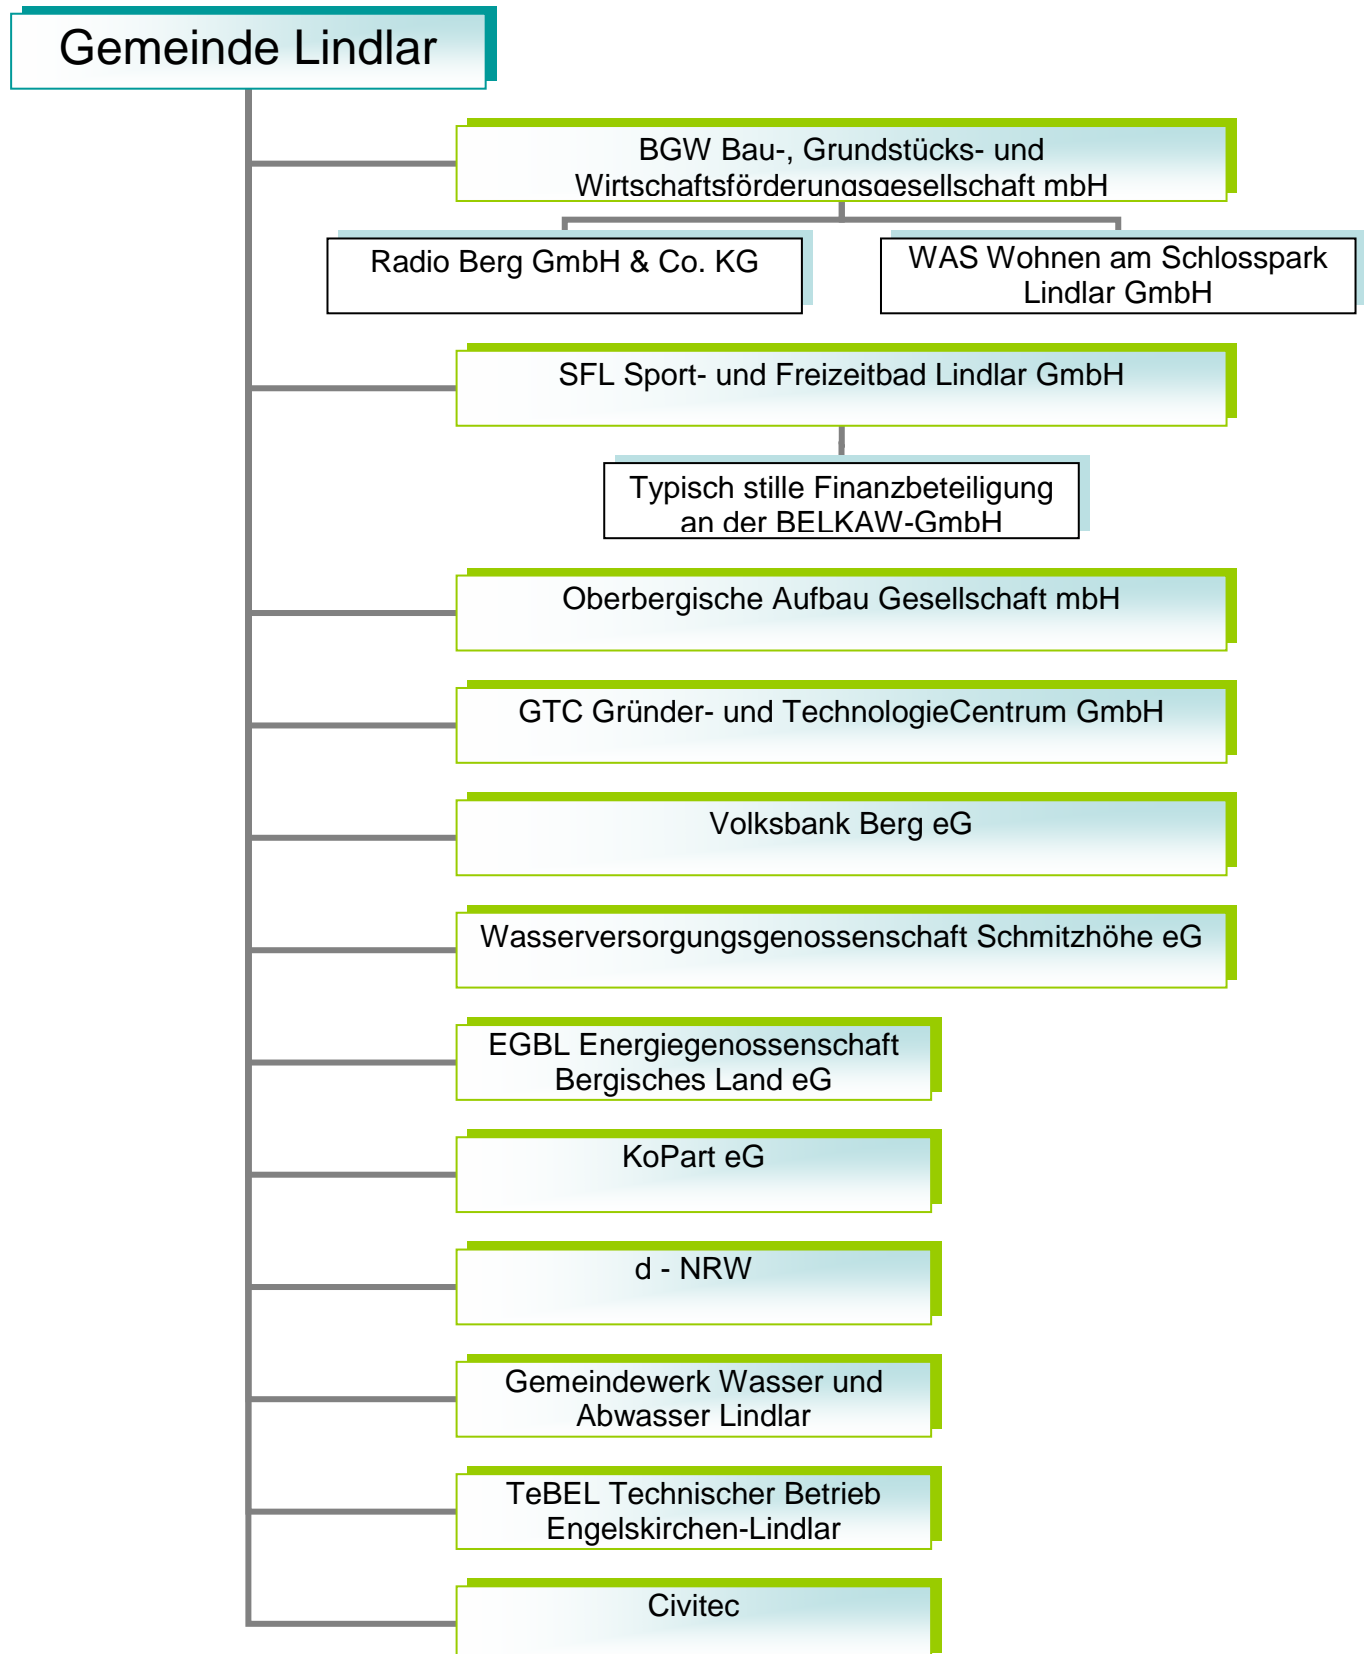 Gemeinde Lindlar
BGW Bau-, Grundstücks- und
Wirtschaftsförderungsgesellschaft mbH
Radio Berg GmbH & Co. KG
WAS Wohnen am Schlosspark
Lindlar GmbH
SFL Sport- und Freizeitbad Lindlar GmbH
Typisch stille Finanzbeteiligung
an der BELKAW-GmbH
Oberbergische Aufbau Gesellschaft mbH
GTC Gründer- und TechnologieCentrum GmbH
Volksbank Berg eG
Wasserversorgungsgenossenschaft Schmitzhöhe eG
EGBL Energiegenossenschaft
Bergisches Land eG
KoPart eG
d - NRW
Gemeindewerk Wasser und
Abwasser Lindlar
TeBEL Technischer Betrieb
Engelskirchen-Lindlar
Civitec